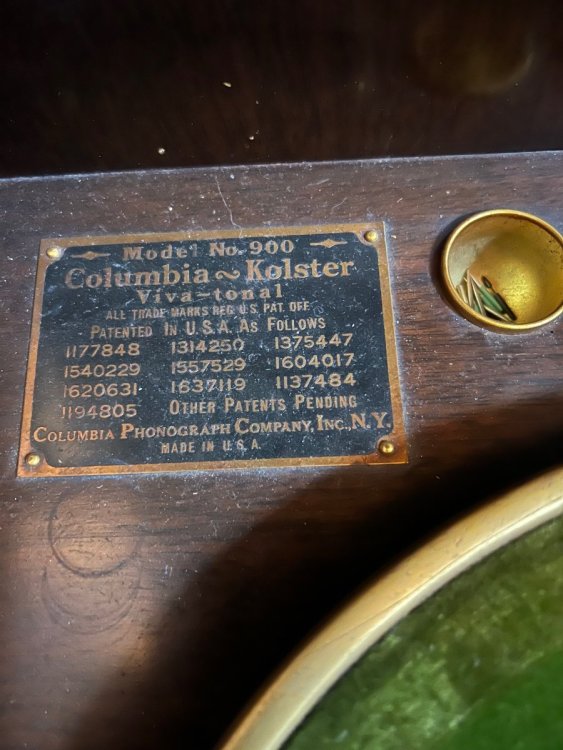 Model No. 900
Columbia~Kolster
Viva-tonal
ALL TRADE MARKS REG. U.S. PAT. OFF.
PATENTED IN U.S.A. AS FOLLOWS
1177848 1314250 1375447
1540229 1557529 1604017
1620631 1637119 1137484
1194805 OTHER PATENTS PENDING
COLUMBIA PHONOGRAPH COMPANY, INC., N.Y.
MADE IN U.S.A.